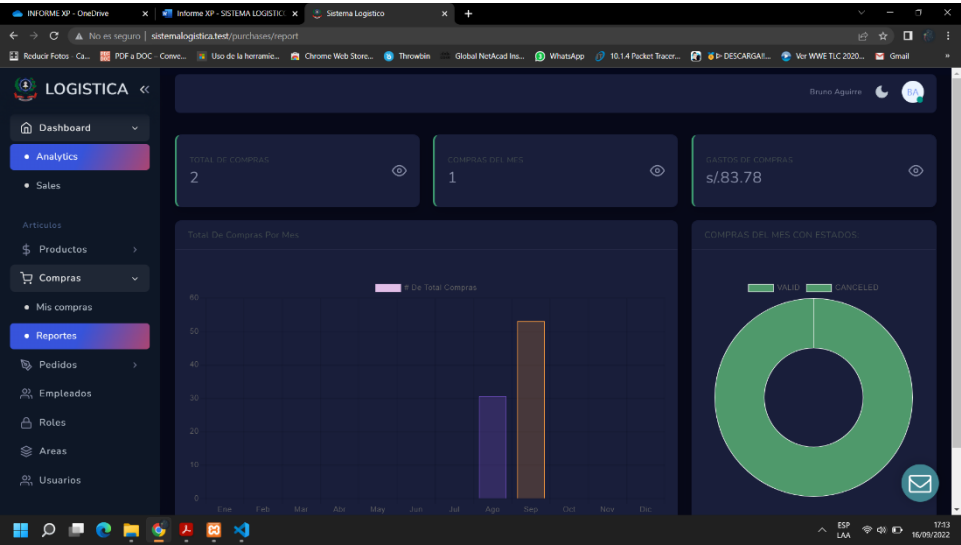 INFORME XP - OneDrive
Informe XP - SISTEMA LOGISTIC
Sistema Logistico
No es seguro | sistemalogistica.test/purchases/report
Reducir Fotos - Ca...
PDF a DOC - Conve...
Uso de la herramie...
Chrome Web Store...
Throwbin
Global NetAcad Ins...
WhatsApp
10.1.4 Packet Tracer...
DESCARGA!!...
Ver WWE TLC 2020...
Gmail
LOGISTICA
Bruno Aguirre
BA
Dashboard
Analytics
Sales
Artículos
Productos
Compras
Mis compras
Reportes
Pedidos
Empleados
Roles
Areas
Usuarios
TOTAL DE COMPRAS
2
COMPRAS DEL MES
1
GASTOS DE COMPRAS
s/.83.78
Total De Compras Por Mes
# De Total Compras
60
50
40
30
20
10
0
Ene Feb Mar Abr May Jun Jul Ago Sep Oct Nov Dic
COMPRAS DEL MES CON ESTADOS
VALID CANCELED
ESP
LAA
17:13
16/09/2022